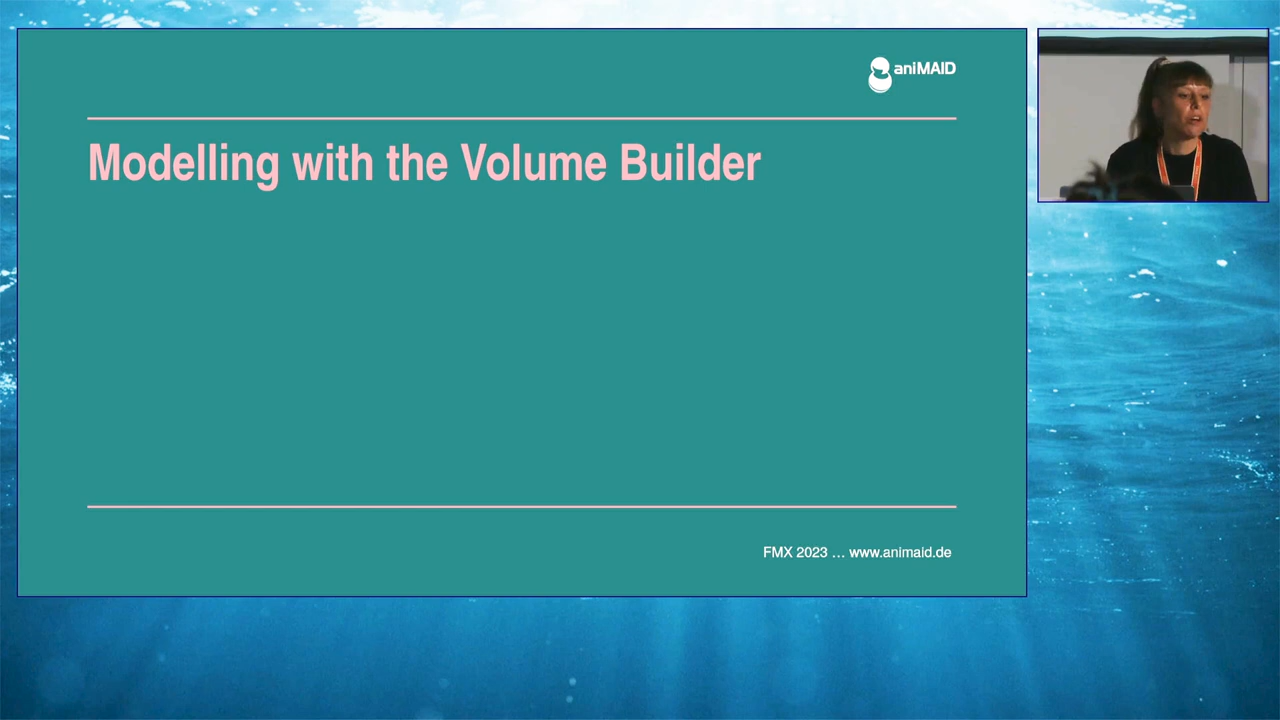 aniMAID
Modelling with the Volume Builder
FMX 2023 ... www.animaid.de